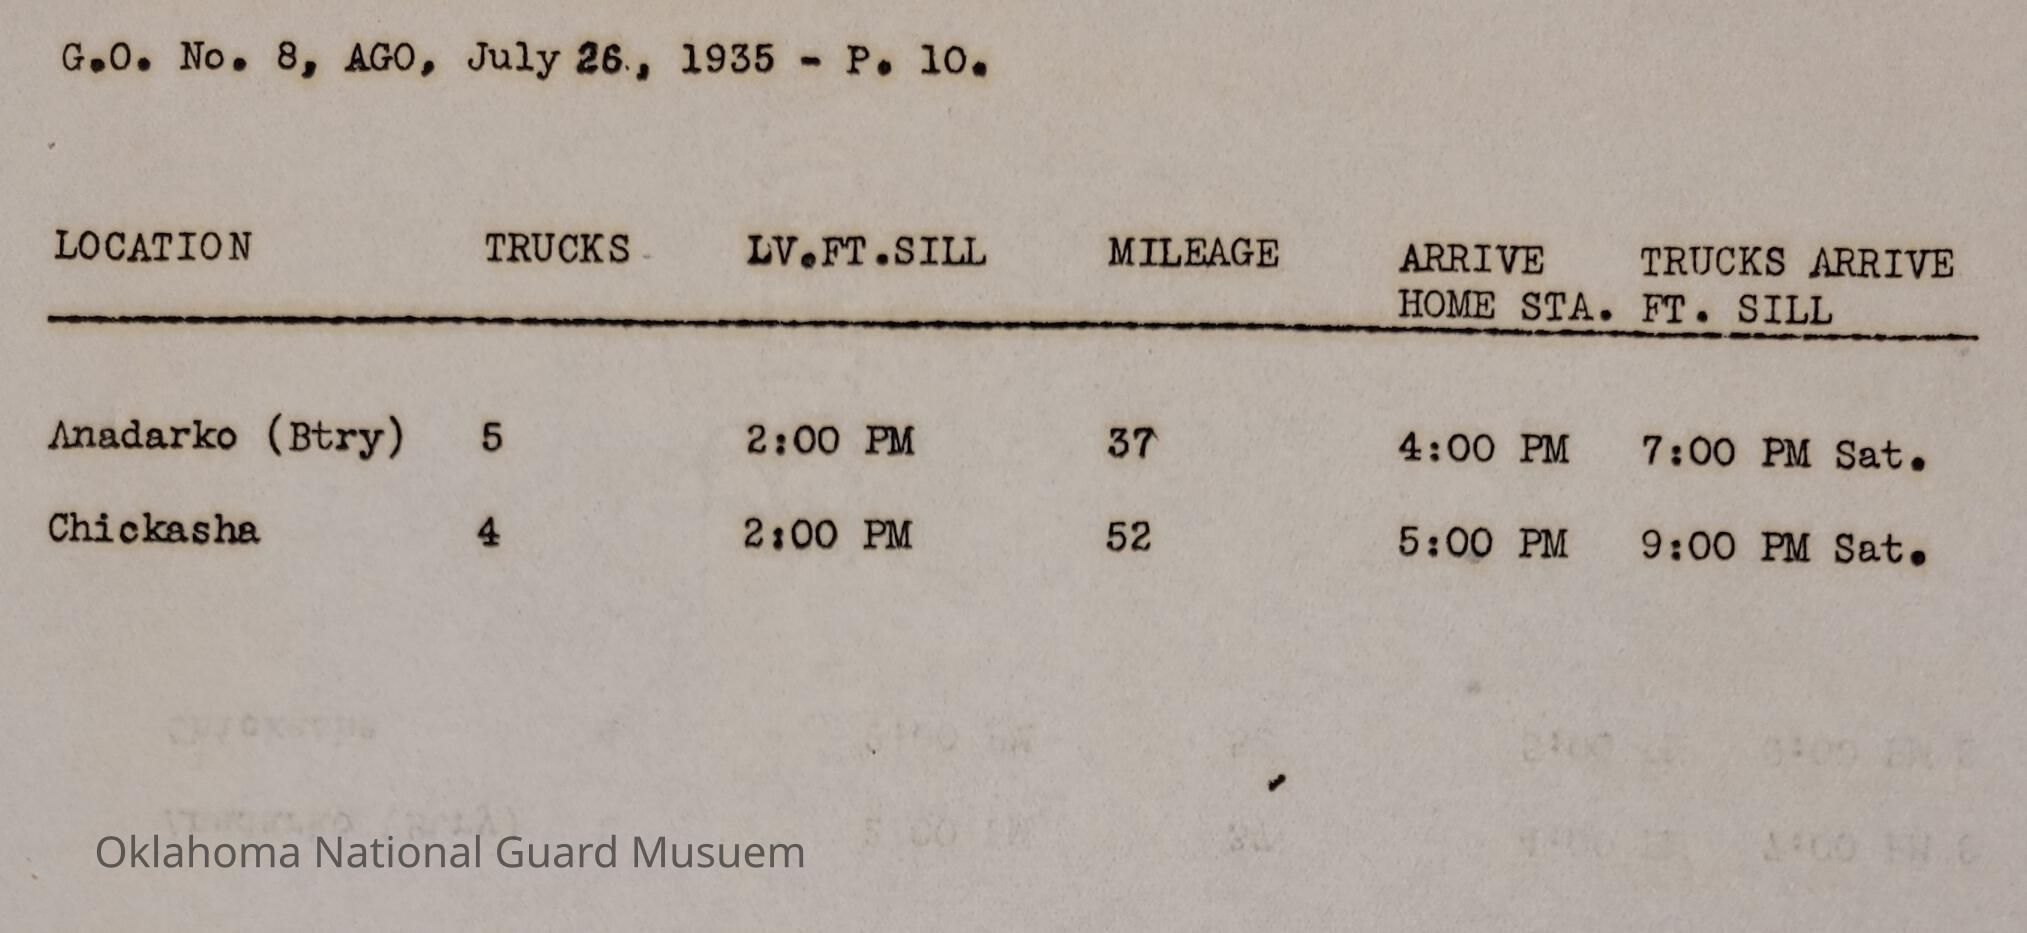 G.O. No. 8, AGO, July 26., 1935 - P. 10.
LOCATION TRUCKS LV.FT.SILL MILEAGE ARRIVE HOME STA. TRUCKS ARRIVE FT. SILL
Anadarko (Btry) 5 2:00 PM 37 4:00 PM 7:00 PM Sat.
Chickasha 4 2:00 PM 52 5:00 PM 9:00 PM Sat.
Oklahoma National Guard Musuem